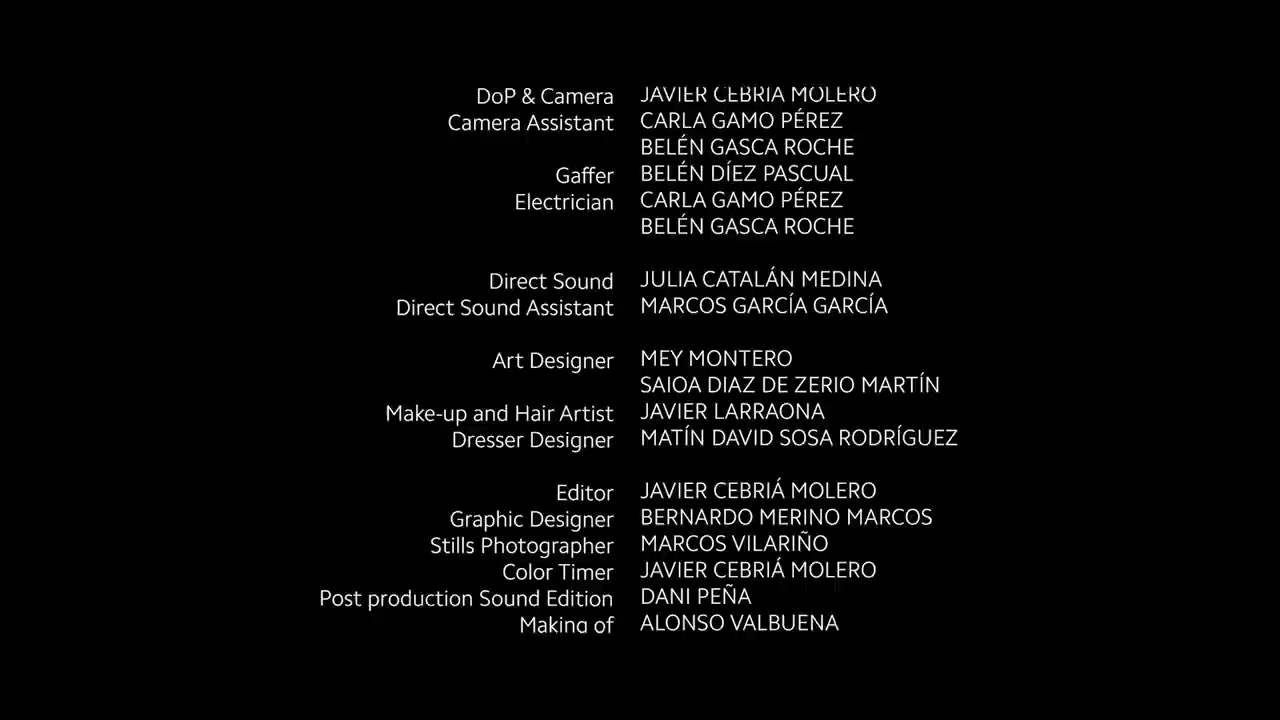 DoP & Camera JAVIER CEBRIÁ MOLERO
Camera Assistant CARLA GAMO PÉREZ
BELÉN GASCA ROCHE
Gaffer BELÉN DÍEZ PASCUAL
Electrician CARLA GAMO PÉREZ
BELÉN GASCA ROCHE
Direct Sound JULIA CATALÁN MEDINA
Direct Sound Assistant MARCOS GARCÍA GARCÍA
Art Designer MEY MONTERO
SAIOA DIAZ DE ZERIO MARTÍN
Make-up and Hair Artist JAVIER LARRAONA
Dresser Designer MATÍN DAVID SOSA RODRÍGUEZ
Editor JAVIER CEBRIÁ MOLERO
Graphic Designer BERNARDO MERINO MARCOS
Stills Photographer MARCOS VILARIÑO
Color Timer JAVIER CEBRIÁ MOLERO
Post production Sound Edition DANI PEÑA
Making of ALONSO VALBUENA